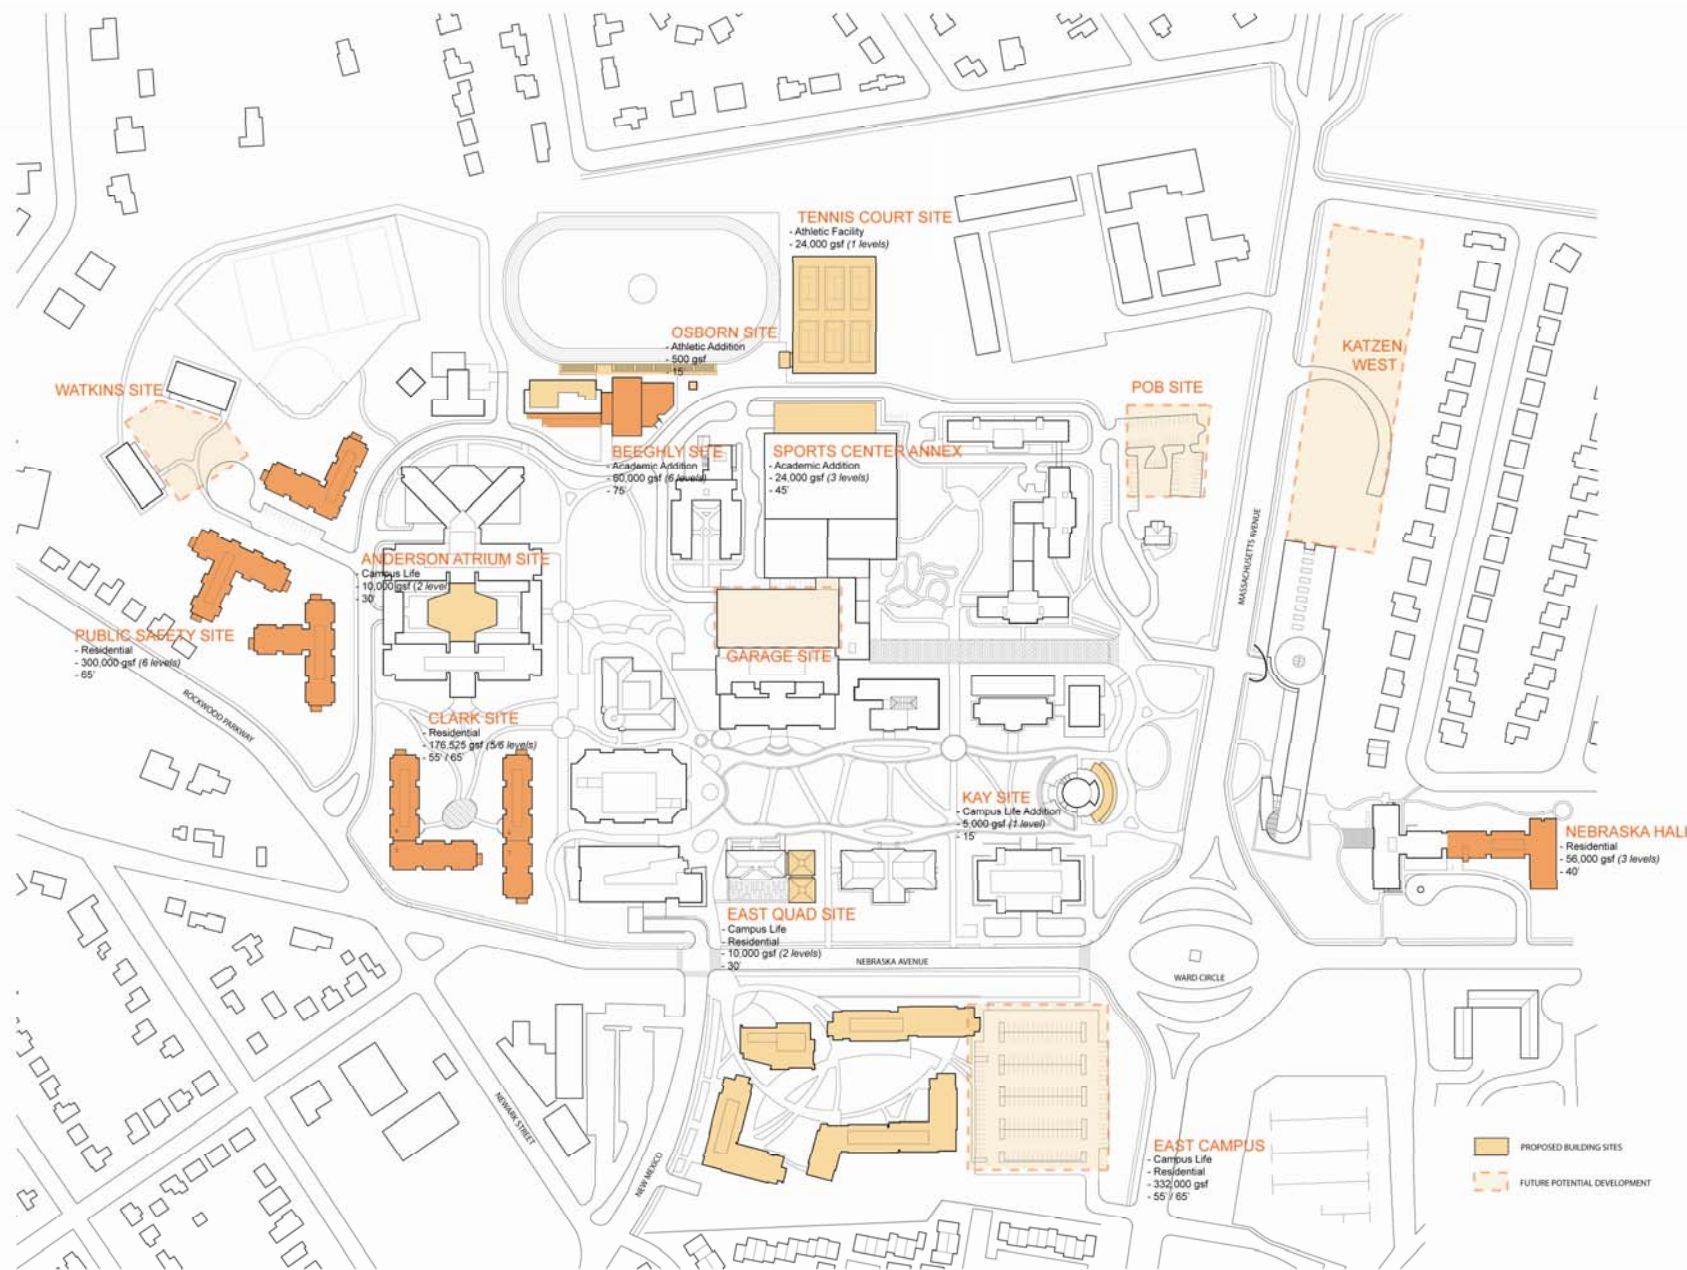 TENNIS COURT SITE
- Athletic Facility
- 24,000 gsf (1 levels)
OSBORN SITE
- Athletic Addition
- 500 gsf
- 15'
KATZEN
WEST
WATKINS SITE
POB SITE
BEEGHLY SITE
- Academic Addition
- 60,000 gsf (6 levels)
- 75'
SPORTS CENTER ANNEX
- Academic Addition
- 24,000 gsf (3 levels)
- 45'
MASSACHUSETTS AVENUE
ANDERSON ATRIUM SITE
- Campus Life
- 10,000 gsf (2 level
- 30'
PUBLIC SAFETY SITE
- Residential
- 300,000 gsf (6 levels)
- 65'
GARAGE SITE
ROCKWOOD PARKWAY
CLARK SITE
- Residential
- 176,525 gsf (5/6 levels)
- 55' / 65'
KAY SITE
- Campus Life Addition
- 5,000 gsf (1 level)
- 15'
NEBRASKA HALL
- Residential
- 56,000 gsf (3 levels)
- 40'
EAST QUAD SITE
- Campus Life
- Residential
- 10,000 gsf (2 levels)
- 30'
NEBRASKA AVENUE
WARD CIRCLE
NEWARK STREET
NEW MEXICO
EAST CAMPUS
- Campus Life
- Residential
- 332,000 gsf
- 55' / 65'
PROPOSED BUILDING SITES
FUTURE POTENTIAL DEVELOPMENT